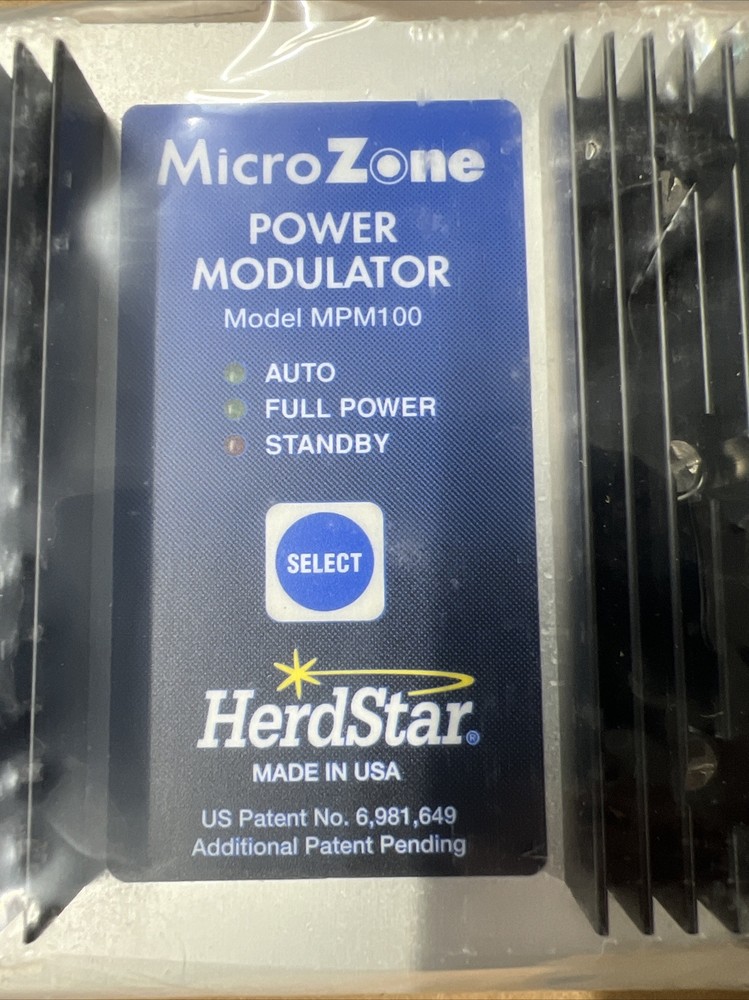 MicroZone
POWER
MODULATOR
Model MPM100
AUTO
FULL POWER
STANDBY
SELECT
HerdStar®
MADE IN USA
US Patent No. 6,981,649
Additional Patent Pending